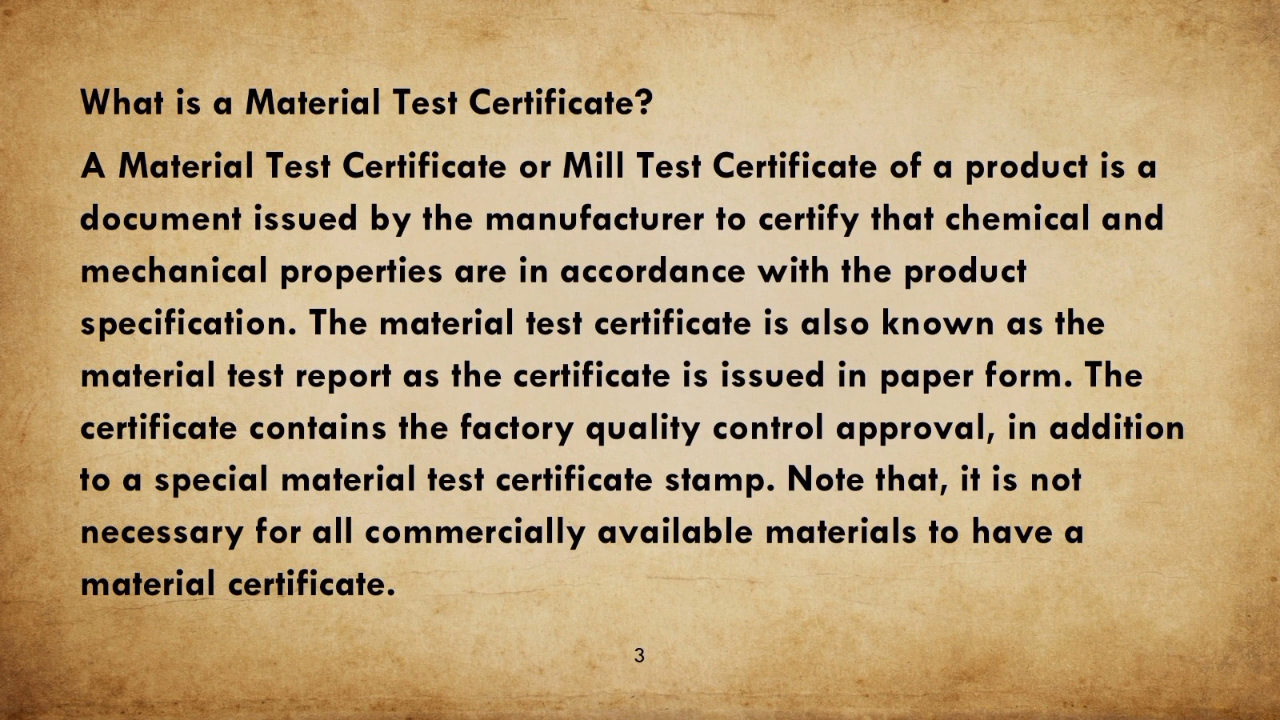 What is a Material Test Certificate?
A Material Test Certificate or Mill Test Certificate of a product is a
document issued by the manufacturer to certify that chemical and
mechanical properties are in accordance with the product
specification. The material test certificate is also known as the
material test report as the certificate is issued in paper form. The
certificate contains the factory quality control approval, in addition
to a special material test certificate stamp. Note that, it is not
necessary for all commercially available materials to have a
material certificate.
3